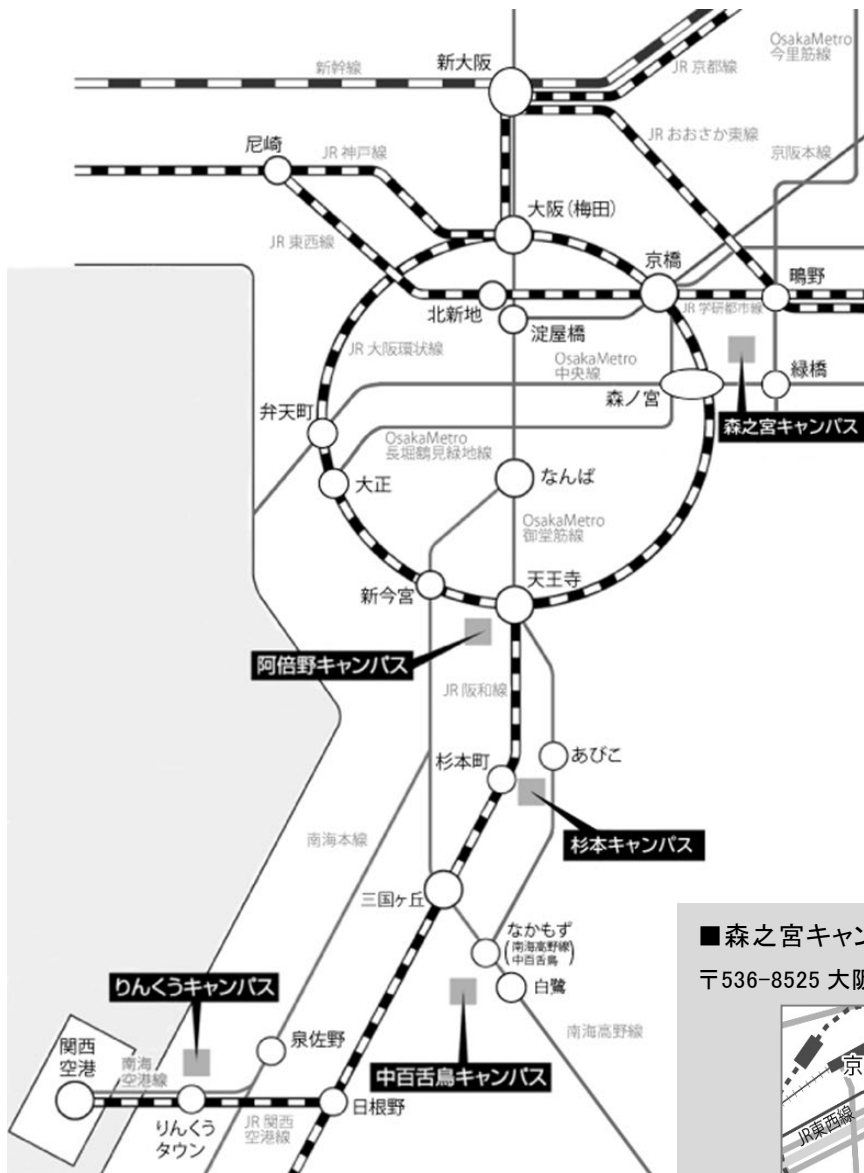 OsakaMetro
今里筋線
新大阪
新幹線
JR 京都線
JR おおさか東線
京阪本線
尼崎
JR 神戸線
大阪(梅田)
JR 東西線
京橋
鴫野
北新地
JR 学研都市線
淀屋橋
JR 大阪環状線
OsakaMetro
中央線
緑橋
森ノ宮
弁天町
森之宮キャンパス
OsakaMetro
長堀鶴見緑地線
大正
なんば
OsakaMetro
御堂筋線
天王寺
新今宮
阿倍野キャンパス
JR 阪和線
杉本町
あびこ
南海本線
杉本キャンパス
三国ヶ丘
なかもず
(南海高野線
中百舌鳥)
白鷺
りんくうキャンパス
南海高野線
泉佐野
関西
空港
南海
空港線
中百舌鳥キャンパス
日根野
りんくう
タウン
JR 関西
空港線
■森之宮キャン
〒536-8525 大阪
京
JR東西線